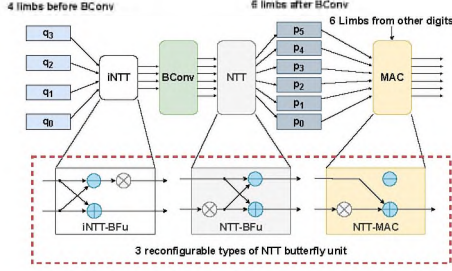 4 limbs before BConv
6 limbs after BConv
6 Limbs from other digits
q3
q2
q1
q0
iNTT
BConv
NTT
p5
p4
p3
p2
p1
p0
MAC
iNTT-BFu
NTT-BFu
NTT-MAC
3 reconfigurable types of NTT butterfly unit